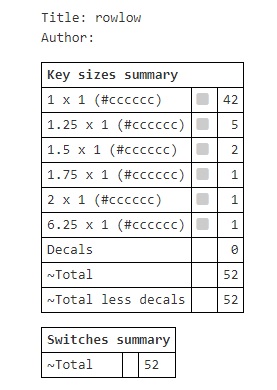 Title: rowlow
Author:
Key sizes summary
1 x 1 (#cccccc) 42
1.25 x 1 (#cccccc) 5
1.5 x 1 (#cccccc) 2
1.75 x 1 (#cccccc) 1
2 x 1 (#cccccc) 1
6.25 x 1 (#cccccc) 1
Decals 0
~Total 52
~Total less decals 52
Switches summary
~Total 52